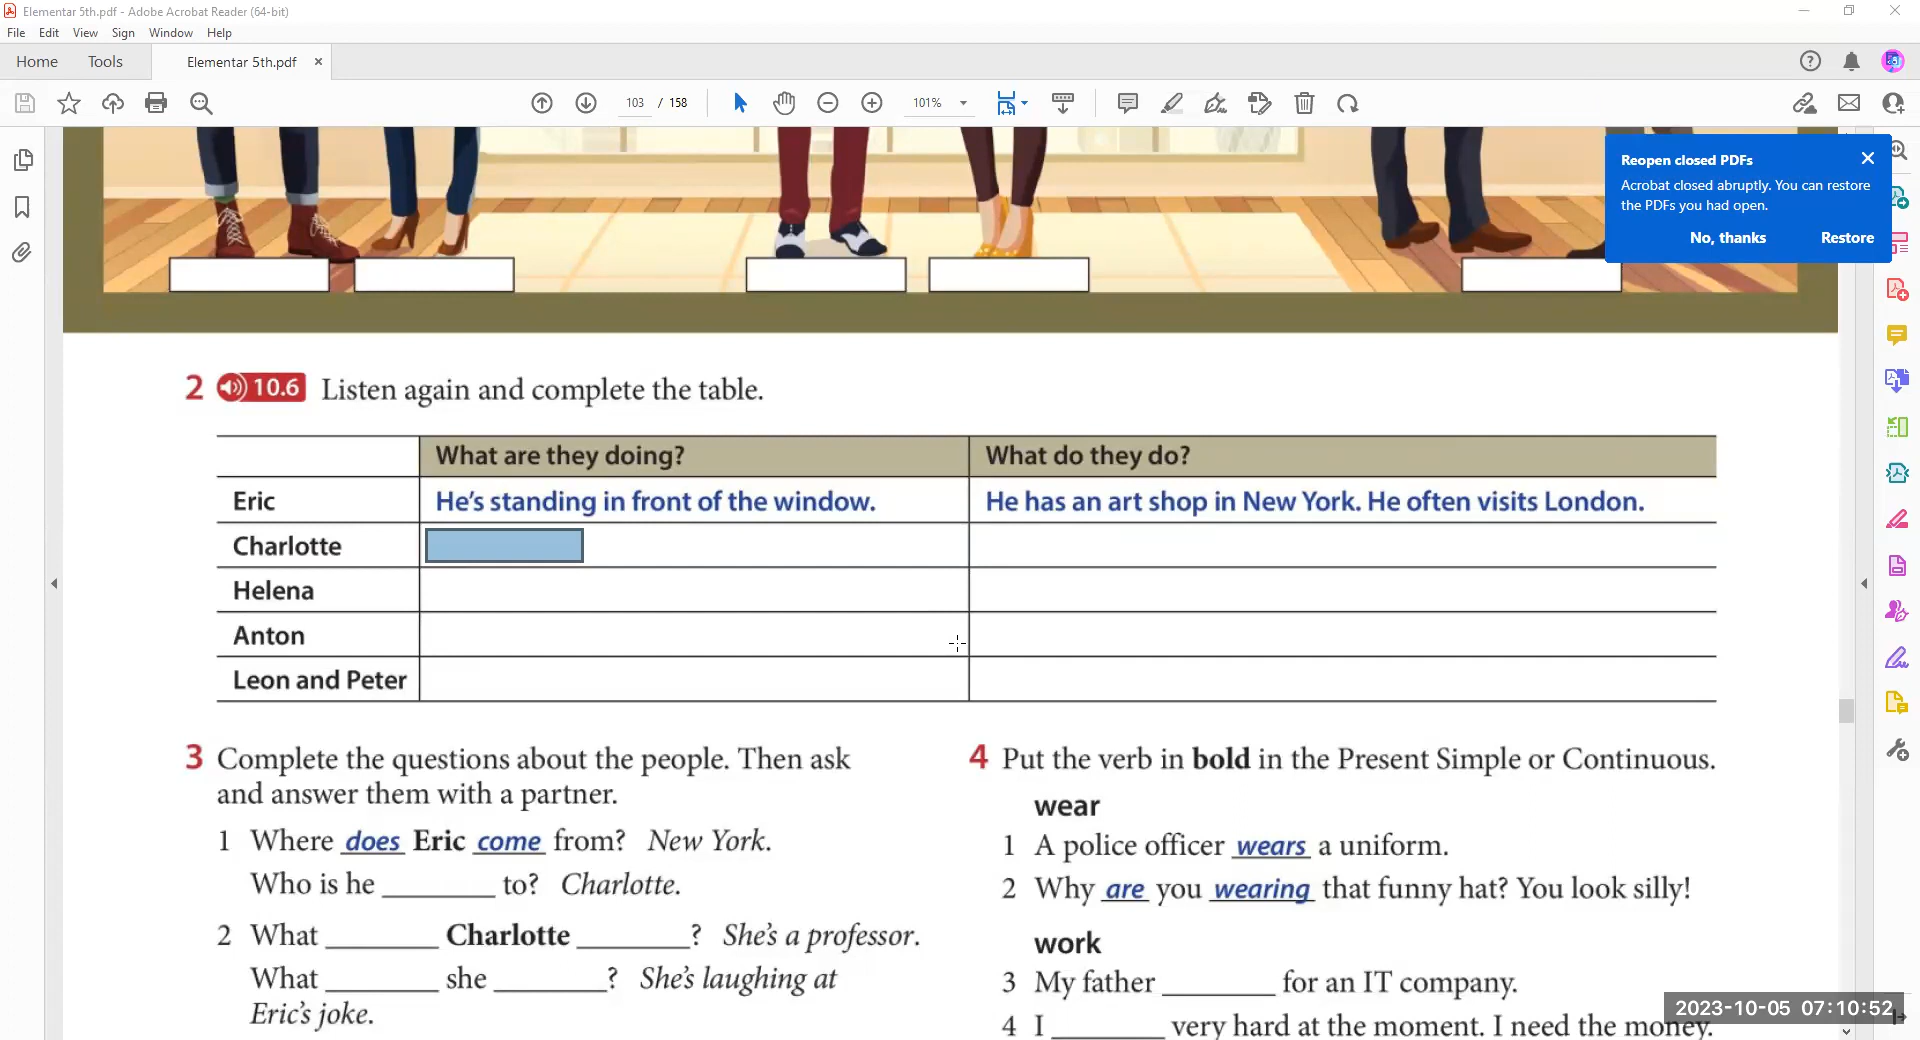 Elementar 5th.pdf - Adobe Acrobat Reader (64-bit)
File Edit View Sign Window Help
Home Tools Elementar 5th.pdf ×
103 / 158 101%
Reopen closed PDFs
Acrobat closed abruptly. You can restore
the PDFs you had open.
No, thanks Restore
2 10.6 Listen again and complete the table.
What are they doing? What do they do?
Eric He's standing in front of the window. He has an art shop in New York. He often visits London.
Charlotte
Helena
Anton
Leon and Peter
3 Complete the questions about the people. Then ask
and answer them with a partner.
1 Where does Eric come from? New York.
Who is he ________ to? Charlotte.
2 What ________ Charlotte ________? She's a professor.
What ________ she ________? She's laughing at
Eric's joke.
4 Put the verb in bold in the Present Simple or Continuous.
wear
1 A police officer wears a uniform.
2 Why are you wearing that funny hat? You look silly!
work
3 My father ________ for an IT company.
4 I ________ very hard at the moment. I need the money.
2023-10-05 07:10:52